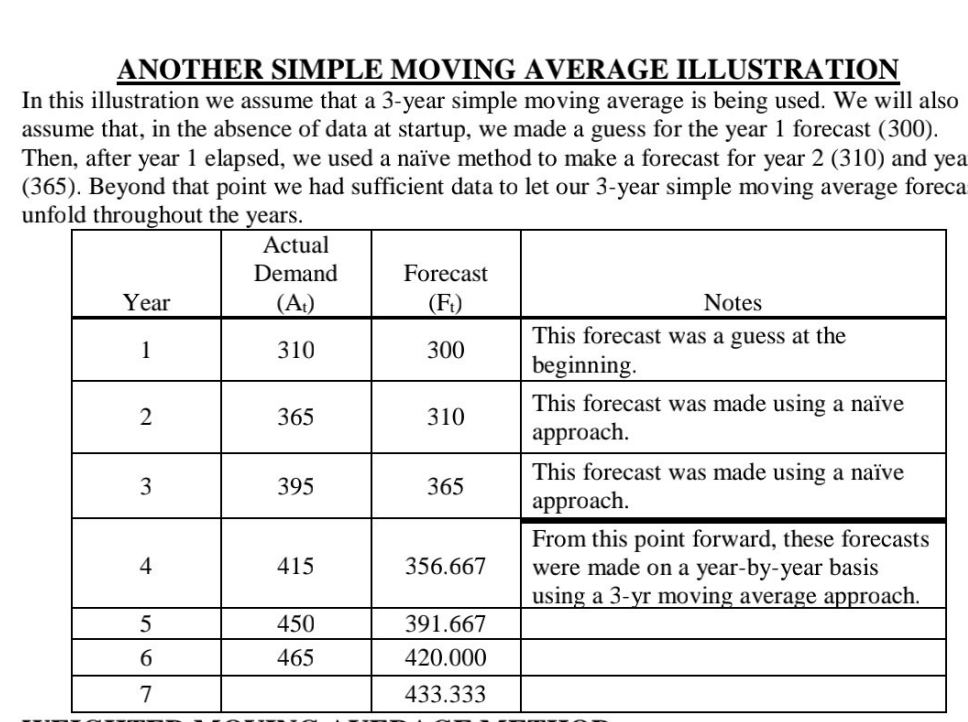 ANOTHER SIMPLE MOVING AVERAGE ILLUSTRATION
In this illustration we assume that a 3-year simple moving average is being used. We will also
assume that, in the absence of data at startup, we made a guess for the year 1 forecast (300).
Then, after year 1 elapsed, we used a naïve method to make a forecast for year 2 (310) and yea
(365). Beyond that point we had sufficient data to let our 3-year simple moving average foreca
unfold throughout the years.
Year Actual Demand (At) Forecast (Ft) Notes
1 310 300 This forecast was a guess at the
beginning.
2 365 310 This forecast was made using a naïve
approach.
3 395 365 This forecast was made using a naïve
approach.
4 415 356.667 From this point forward, these forecasts
were made on a year-by-year basis
using a 3-yr moving average approach.
5 450 391.667
6 465 420.000
7 433.333